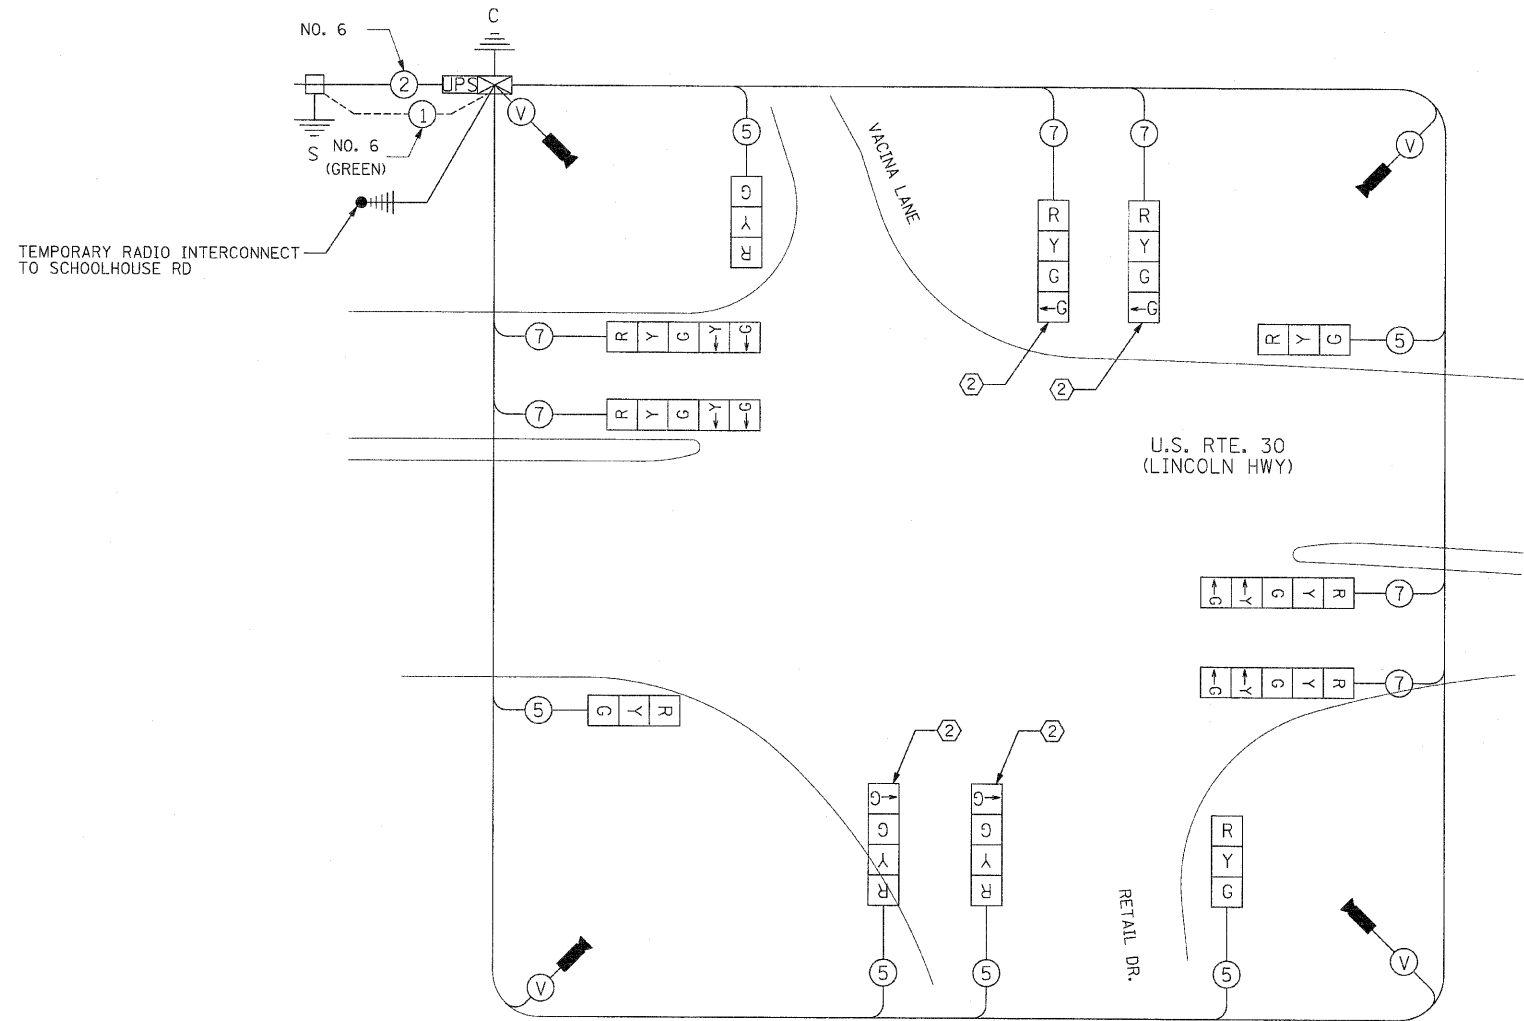 C
NO. 6
2
UPS
1
V
S
NO. 6
(GREEN)
TEMPORARY RADIO INTERCONNECT
TO SCHOOLHOUSE RD
5
G
Y
R
VACINA LANE
7
R
Y
G
←G
7
R
Y
G
←G
V
2
2
7
R Y G ←Y ←G
7
R Y G ←Y ←G
R Y G
5
U.S. RTE. 30
(LINCOLN HWY)
←G ←Y G Y R
7
←G ←Y G Y R
7
5
G Y R
2
2
←G
G
Y
R
5
←G
G
Y
R
5
RETAIL DR.
R
Y
G
5
V
V